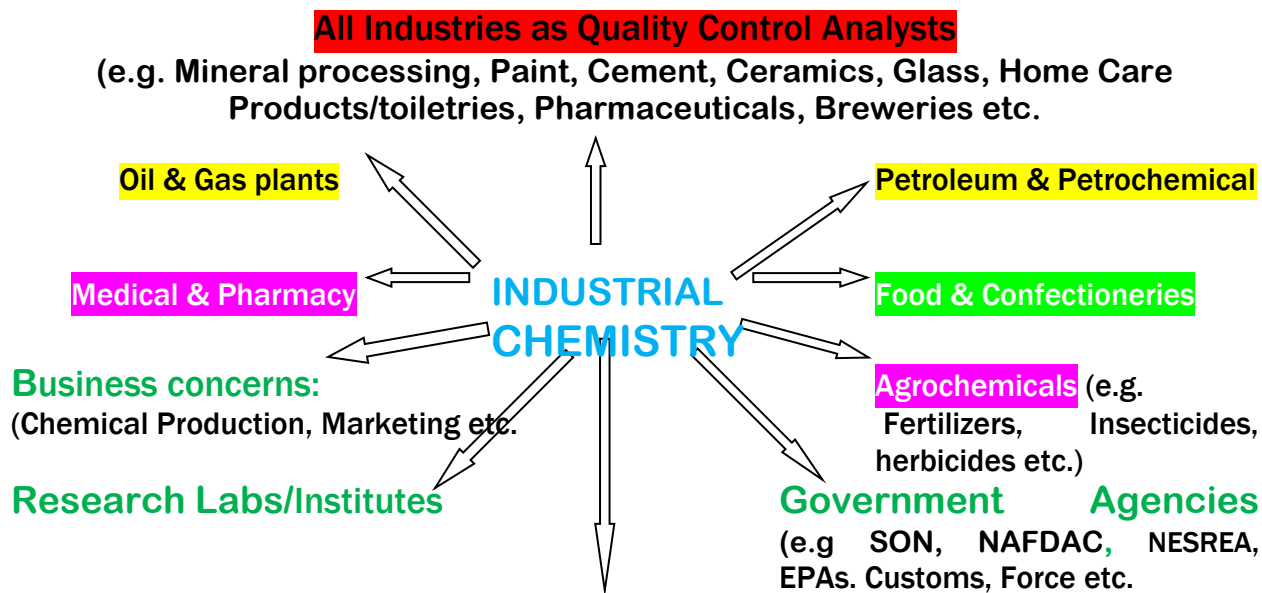 All Industries as Quality Control Analysts
(e.g. Mineral processing, Paint, Cement, Ceramics, Glass, Home Care
Products/toiletries, Pharmaceuticals, Breweries etc.
Oil & Gas plants
Petroleum & Petrochemical
Medical & Pharmacy
INDUSTRIAL
CHEMISTRY
Food & Confectioneries
Business concerns:
(Chemical Production, Marketing etc.
Agrochemicals (e.g.
Fertilizers, Insecticides,
herbicides etc.)
Research Labs/Institutes
Government Agencies
(e.g SON, NAFDAC, NESREA,
EPAs. Customs, Force etc.